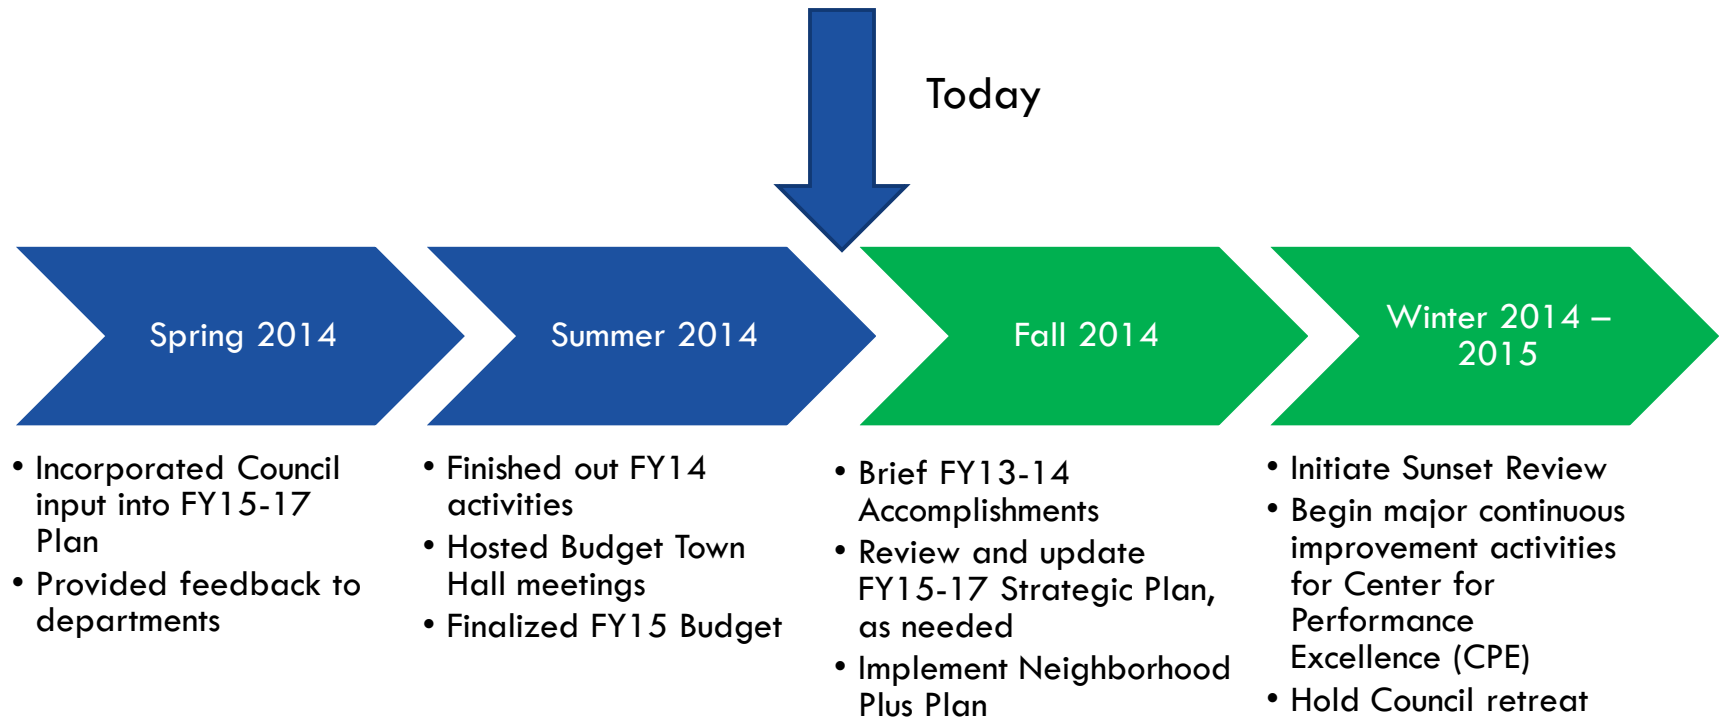 Today
Spring 2014
Summer 2014
Fall 2014
Winter 2014 –
2015
• Incorporated Council
input into FY15-17
Plan
• Provided feedback to
departments
• Finished out FY14
activities
• Hosted Budget Town
Hall meetings
• Finalized FY15 Budget
• Brief FY13-14
Accomplishments
• Review and update
FY15-17 Strategic Plan,
as needed
• Implement Neighborhood
Plus Plan
• Initiate Sunset Review
• Begin major continuous
improvement activities
for Center for
Performance
Excellence (CPE)
• Hold Council retreat